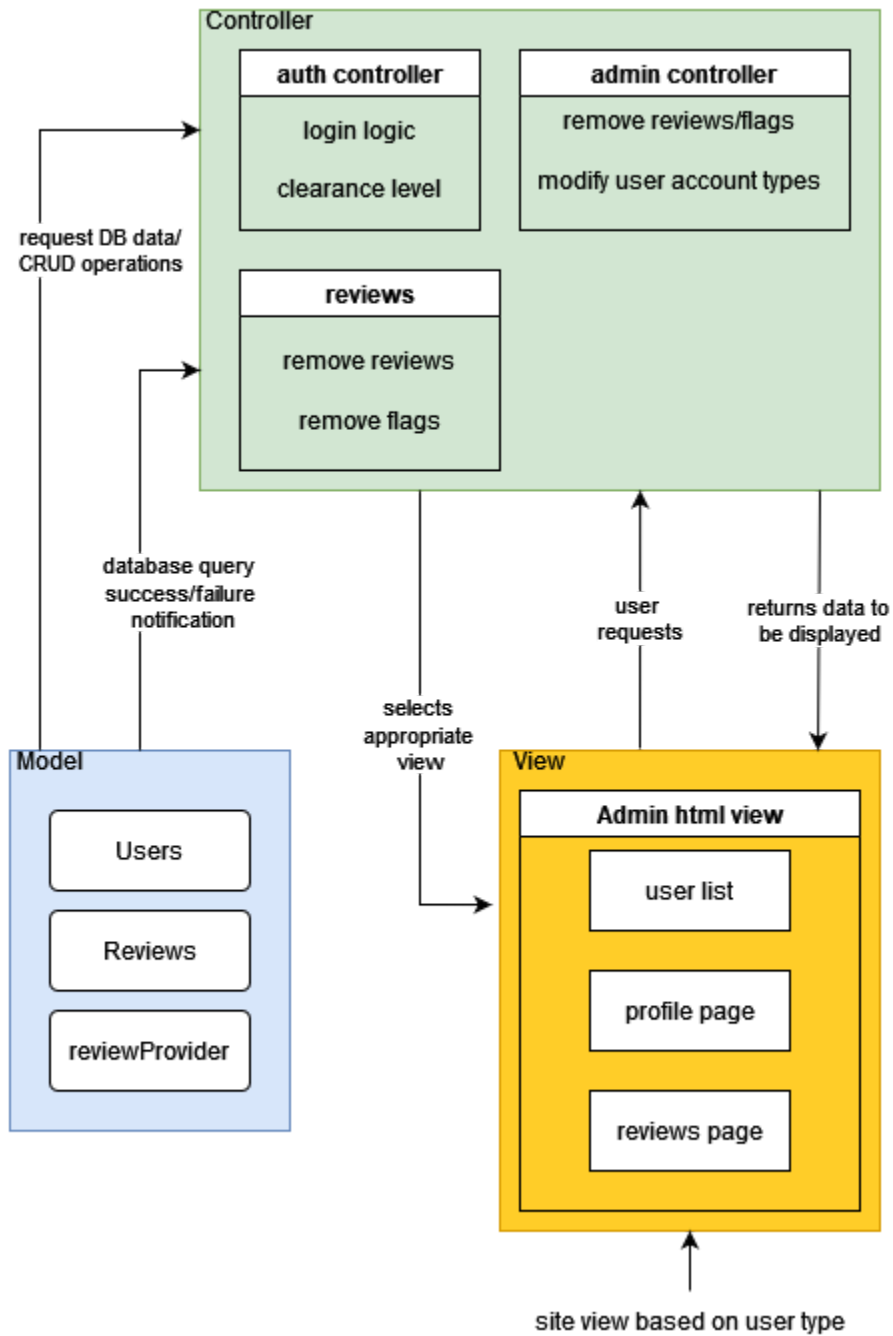 Controller
auth controller
login logic
clearance level
admin controller
remove reviews/flags
modify user account types
request DB data/
CRUD operations
reviews
remove reviews
remove flags
database query
success/failure
notification
user
requests
returns data to
be displayed
selects
appropriate
view
Model
Users
Reviews
reviewProvider
View
Admin html view
user list
profile page
reviews page
site view based on user type